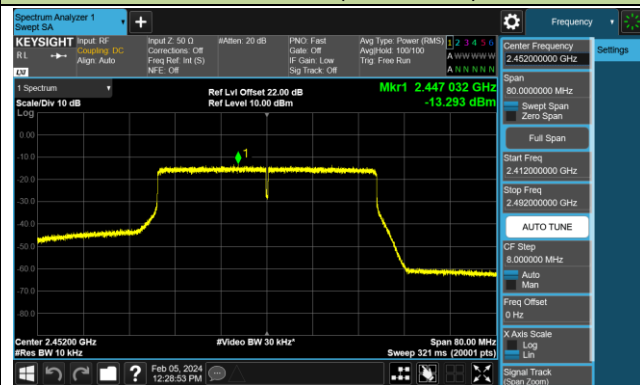 Spectrum Analyzer 1
Swept SA
Frequency
KEYSIGHT
RL
LXI
Input: RF
Coupling: DC
Align: Auto
Input Z: 50 Ω
Corrections: Off
Freq Ref: Int (S)
NFE: Off
#Atten: 20 dB
PNO: Fast
Gate: Off
IF Gain: Low
Sig Track: Off
Avg Type: Power (RMS)
Avg|Hold: 100/100
Trig: Free Run
1 2 3 4 5 6
A W W W W W
A N N N N N
1 Spectrum
Scale/Div 10 dB
Log
Ref Lvl Offset 22.00 dB
Ref Level 10.00 dBm
Mkr1 2.447 032 GHz
-13.293 dBm
1
0.00
-10.0
-20.0
-30.0
-40.0
-50.0
-60.0
-70.0
-80.0
Center 2.45200 GHz
#Res BW 10 kHz
#Video BW 30 kHz*
Span 80.00 MHz
Sweep 321 ms (20001 pts)
Feb 05, 2024
12:28:53 PM
Center Frequency
2.452000000 GHz
Settings
Span
80.0000000 MHz
Swept Span
Zero Span
Full Span
Start Freq
2.412000000 GHz
Stop Freq
2.492000000 GHz
AUTO TUNE
CF Step
8.000000 MHz
Auto
Man
Freq Offset
0 Hz
X Axis Scale
Log
Lin
Signal Track
(Span Zoom)